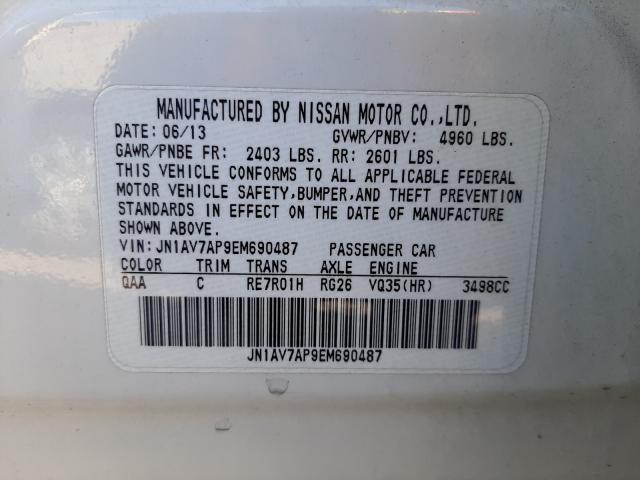 MANUFACTURED BY NISSAN MOTOR CO.,LTD.
DATE: 06/13 GVWR/PNBV: 4960 LBS.
GAWR/PNBE FR: 2403 LBS. RR: 2601 LBS.
THIS VEHICLE CONFORMS TO ALL APPLICABLE FEDERAL
MOTOR VEHICLE SAFETY,BUMPER,AND THEFT PREVENTION
STANDARDS IN EFFECT ON THE DATE OF MANUFACTURE
SHOWN ABOVE.
VIN: JN1AV7AP9EM690487 PASSENGER CAR
COLOR TRIM TRANS AXLE ENGINE
QAA C RE7R01H RG26 VQ35(HR) 3498CC
JN1AV7AP9EM690487